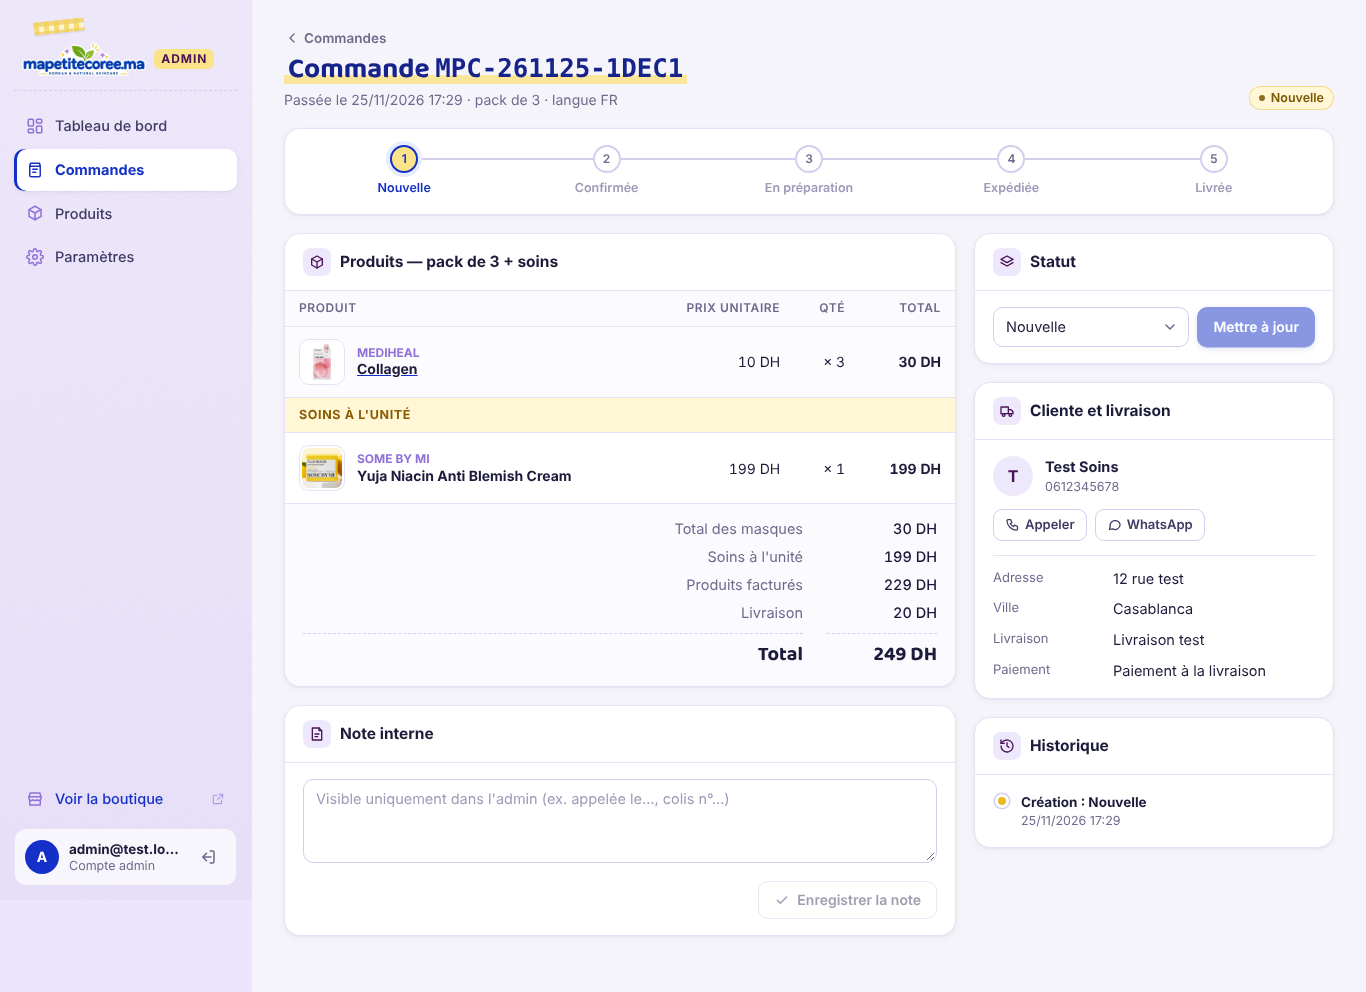 mapetitecoree.ma
KOREAN & NATURAL SKINCARE
ADMIN
Tableau de bord
Commandes
Produits
Paramètres
Voir la boutique
A
admin@test.lo...
Compte admin
Commandes
Commande MPC-261125-1DEC1
Passée le 25/11/2026 17:29 · pack de 3 · langue FR
Nouvelle
1
2
3
4
5
Nouvelle
Confirmée
En préparation
Expédiée
Livrée
Produits — pack de 3 + soins
PRODUIT PRIX UNITAIRE QTÉ TOTAL
MEDIHEAL
Collagen
10 DH × 3 30 DH
SOINS À L'UNITÉ
SOME BY MI
Yuja Niacin Anti Blemish Cream
199 DH × 1 199 DH
Total des masques 30 DH
Soins à l'unité 199 DH
Produits facturés 229 DH
Livraison 20 DH
Total 249 DH
Note interne
Visible uniquement dans l'admin (ex. appelée le..., colis n°...)
Enregistrer la note
Statut
Nouvelle
Mettre à jour
Cliente et livraison
T
Test Soins
0612345678
Appeler
WhatsApp
Adresse 12 rue test
Ville Casablanca
Livraison Livraison test
Paiement Paiement à la livraison
Historique
Création : Nouvelle
25/11/2026 17:29